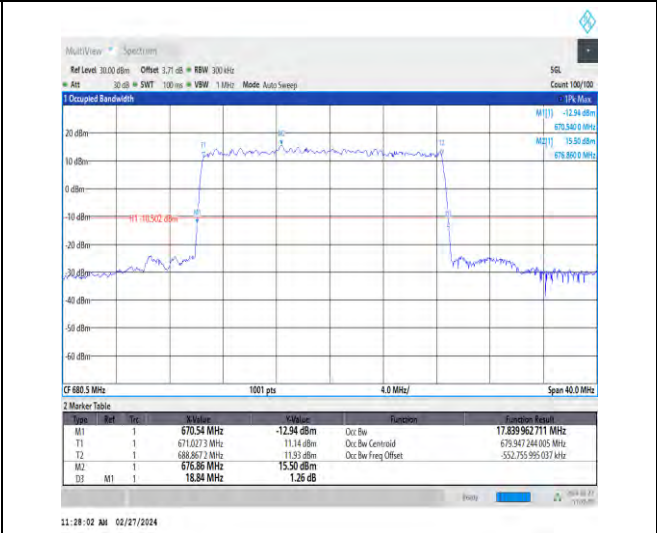 MultiView Spectrum
Ref Level 30.00 dBm Offset 3.71 dB RBW 300 kHz SGL
Att 30 dB SWT 100 ms VBW 1 MHz Mode Auto Sweep Count 100/100
1 Occupied Bandwidth 1Pk Max
M1[1] -12.94 dBm
670.540 0 MHz
M2[1] 15.50 dBm
676.860 0 MHz
20 dBm
T1 M2 T2
10 dBm
0 dBm
-10 dBm
H1 -10.502 dBm
M1
-20 dBm
-30 dBm
-40 dBm
-50 dBm
-60 dBm
CF 680.5 MHz 1001 pts 4.0 MHz/ Span 40.0 MHz
2 Marker Table
Type Ref Trc X-Value Y-Value Function Function Result
M1 1 670.54 MHz -12.94 dBm Occ Bw 17.839 962 711 MHz
T1 1 671.027 3 MHz 11.14 dBm Occ Bw Centroid 679.947 244 005 MHz
T2 1 688.867 2 MHz 11.93 dBm Occ Bw Freq Offset -552.755 995 037 kHz
M2 1 676.86 MHz 15.50 dBm
D3 M1 1 18.84 MHz 1.26 dB
11:28:02 AM 02/27/2024